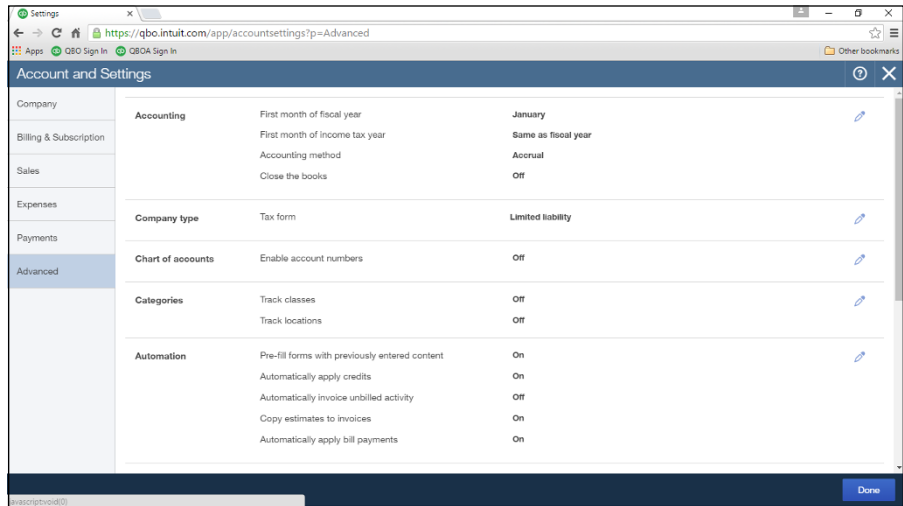 Settings
https://qbo.intuit.com/app/accountsettings?p=Advanced
Apps QBO Sign In QBOA Sign In Other bookmarks
Account and Settings
Company
Billing & Subscription
Sales
Expenses
Payments
Advanced
Accounting
First month of fiscal year January
First month of income tax year Same as fiscal year
Accounting method Accrual
Close the books Off
Company type Tax form Limited liability
Chart of accounts Enable account numbers Off
Categories Track classes Off
Track locations Off
Automation Pre-fill forms with previously entered content On
Automatically apply credits On
Automatically invoice unbilled activity Off
Copy estimates to invoices On
Automatically apply bill payments On
Done
avascript:void(0)